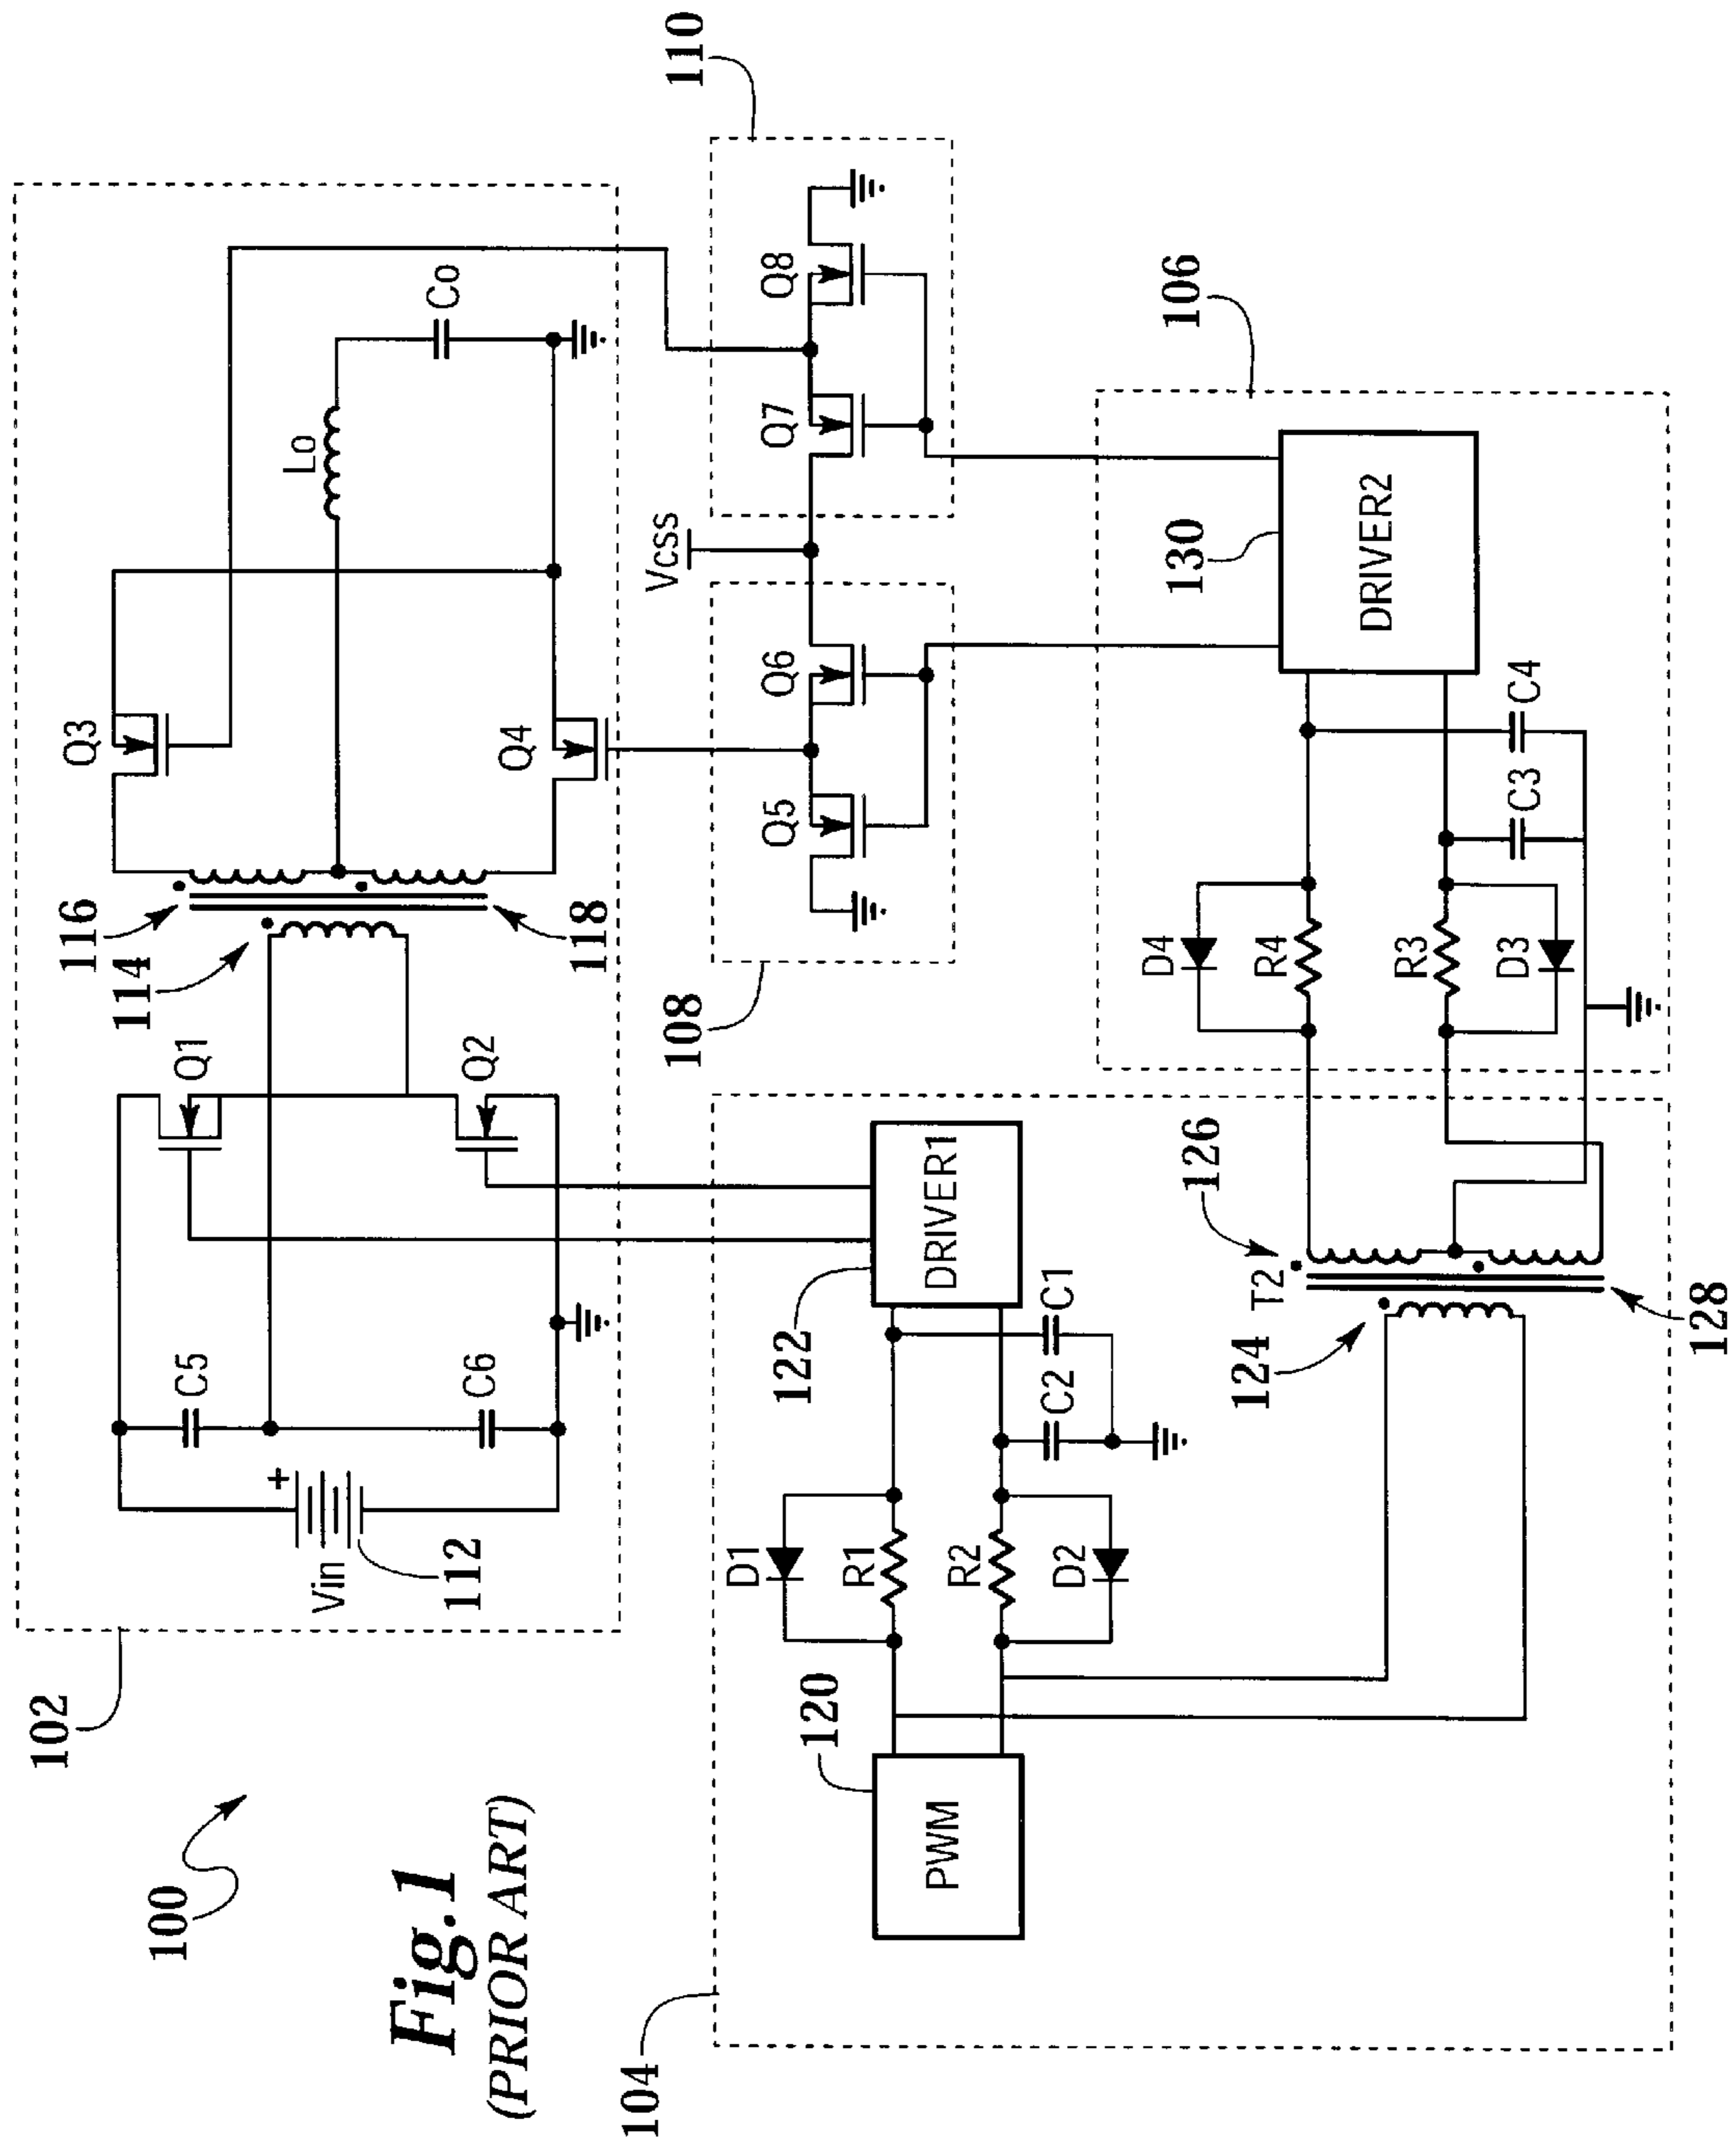 Fig.1
(PRIOR ART)
100
102
Vin
+
112
C5
C6
Q1
Q2
114
116
118
Q3
Q4
Lo
Co
104
PWM
120
D1
R1
R2
D2
C2
C1
122
DRIVER1
108
Q5
Q6
Vcss
Q7
Q8
110
124
T2
126
128
D4
R4
R3
D3
C3
C4
130
DRIVER2
106